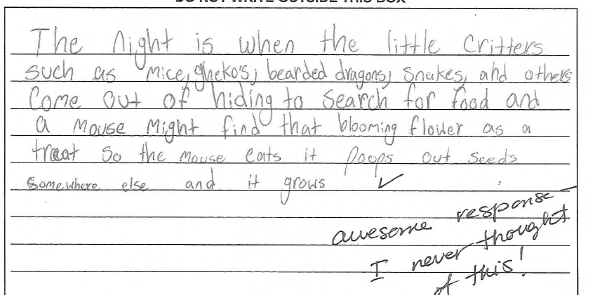 DO NOT WRITE OUTSIDE THIS BOX
The night is when the little critters
such as mice, gheko's, bearded dragons, snakes, and others
Come out of hiding to search for food and
a mouse might find that blooming flower as a
treat so the mouse eats it poops out seeds
somewhere else and it grows ✓
awesome response
I never thought
of this!